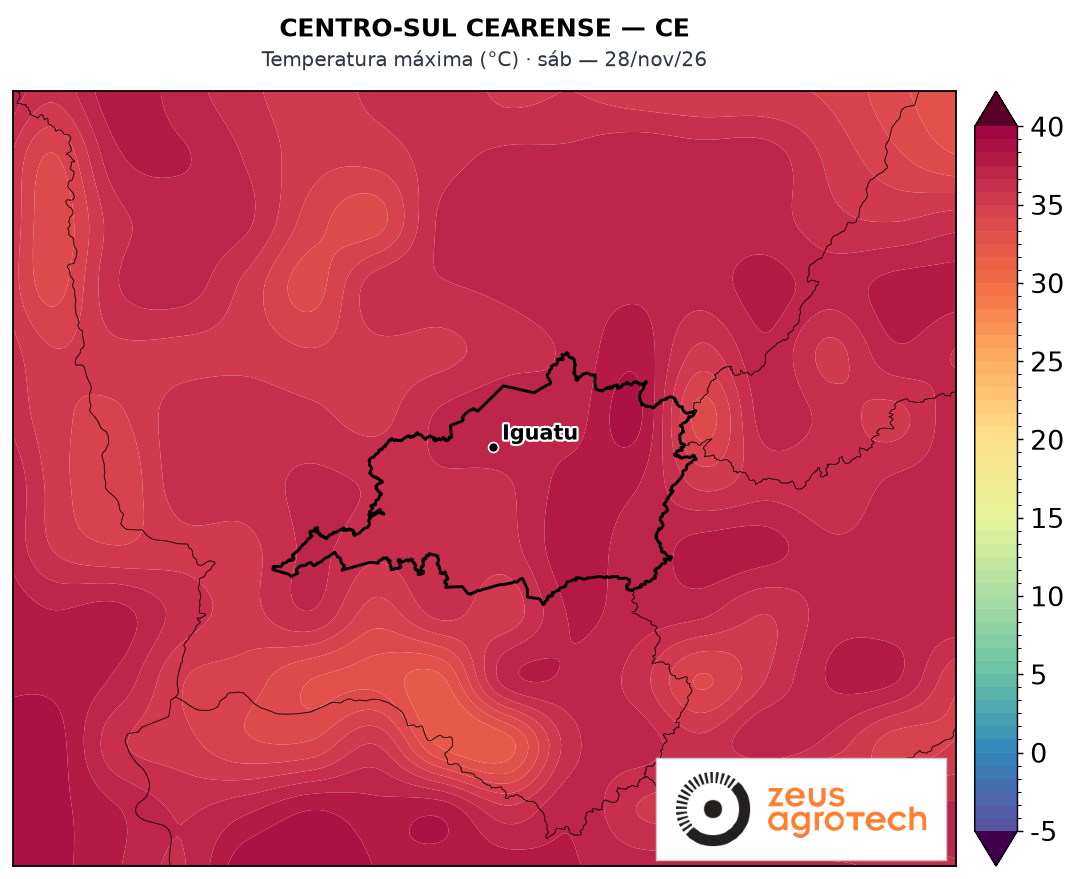 CENTRO-SUL CEARENSE — CE
Temperatura máxima (°C) · sáb — 28/nov/26
40
35
30
25
20
15
10
5
0
-5
Iguatu
zeus
agrotech